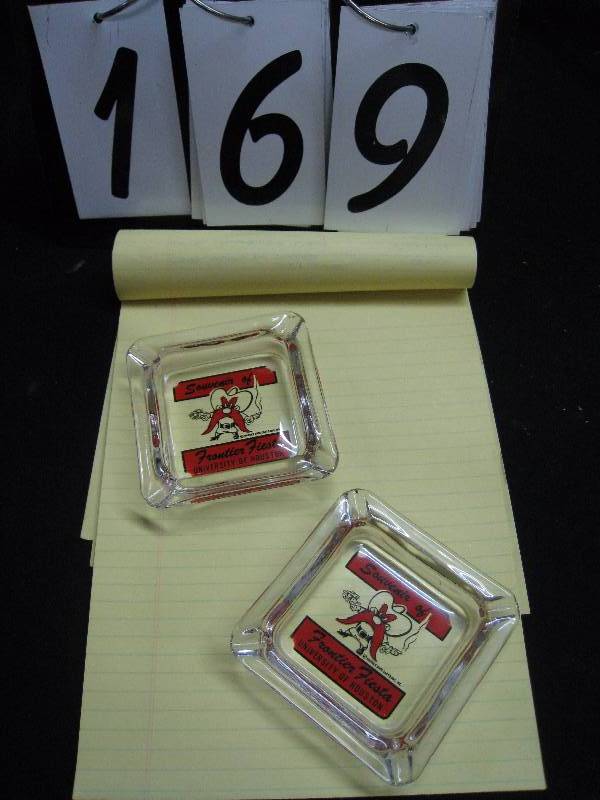 169
Souvenir of
Frontier Fiesta
UNIVERSITY OF HOUSTON
Souvenir of
Frontier Fiesta
UNIVERSITY OF HOUSTON